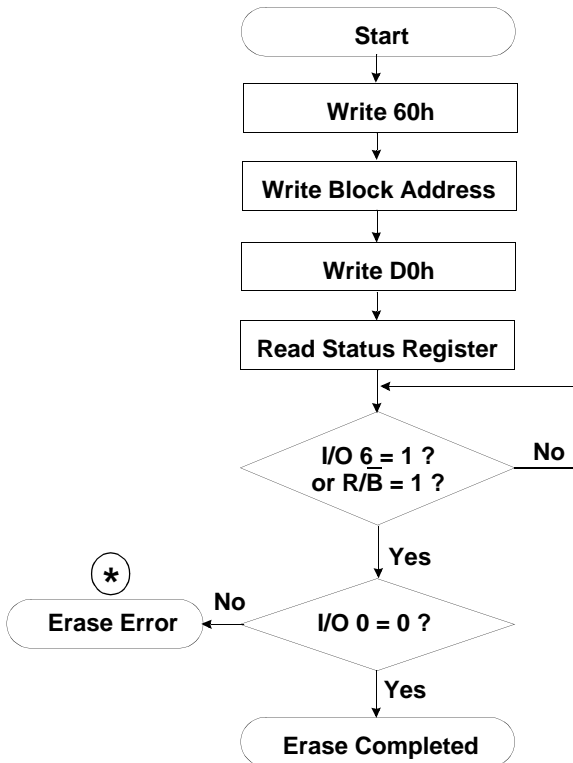 Start
Write 60h
Write Block Address
Write D0h
Read Status Register
I/O 6 = 1 ?
or R/B̅ = 1 ?
No
Yes
*
No
Erase Error
I/O 0 = 0 ?
Yes
Erase Completed